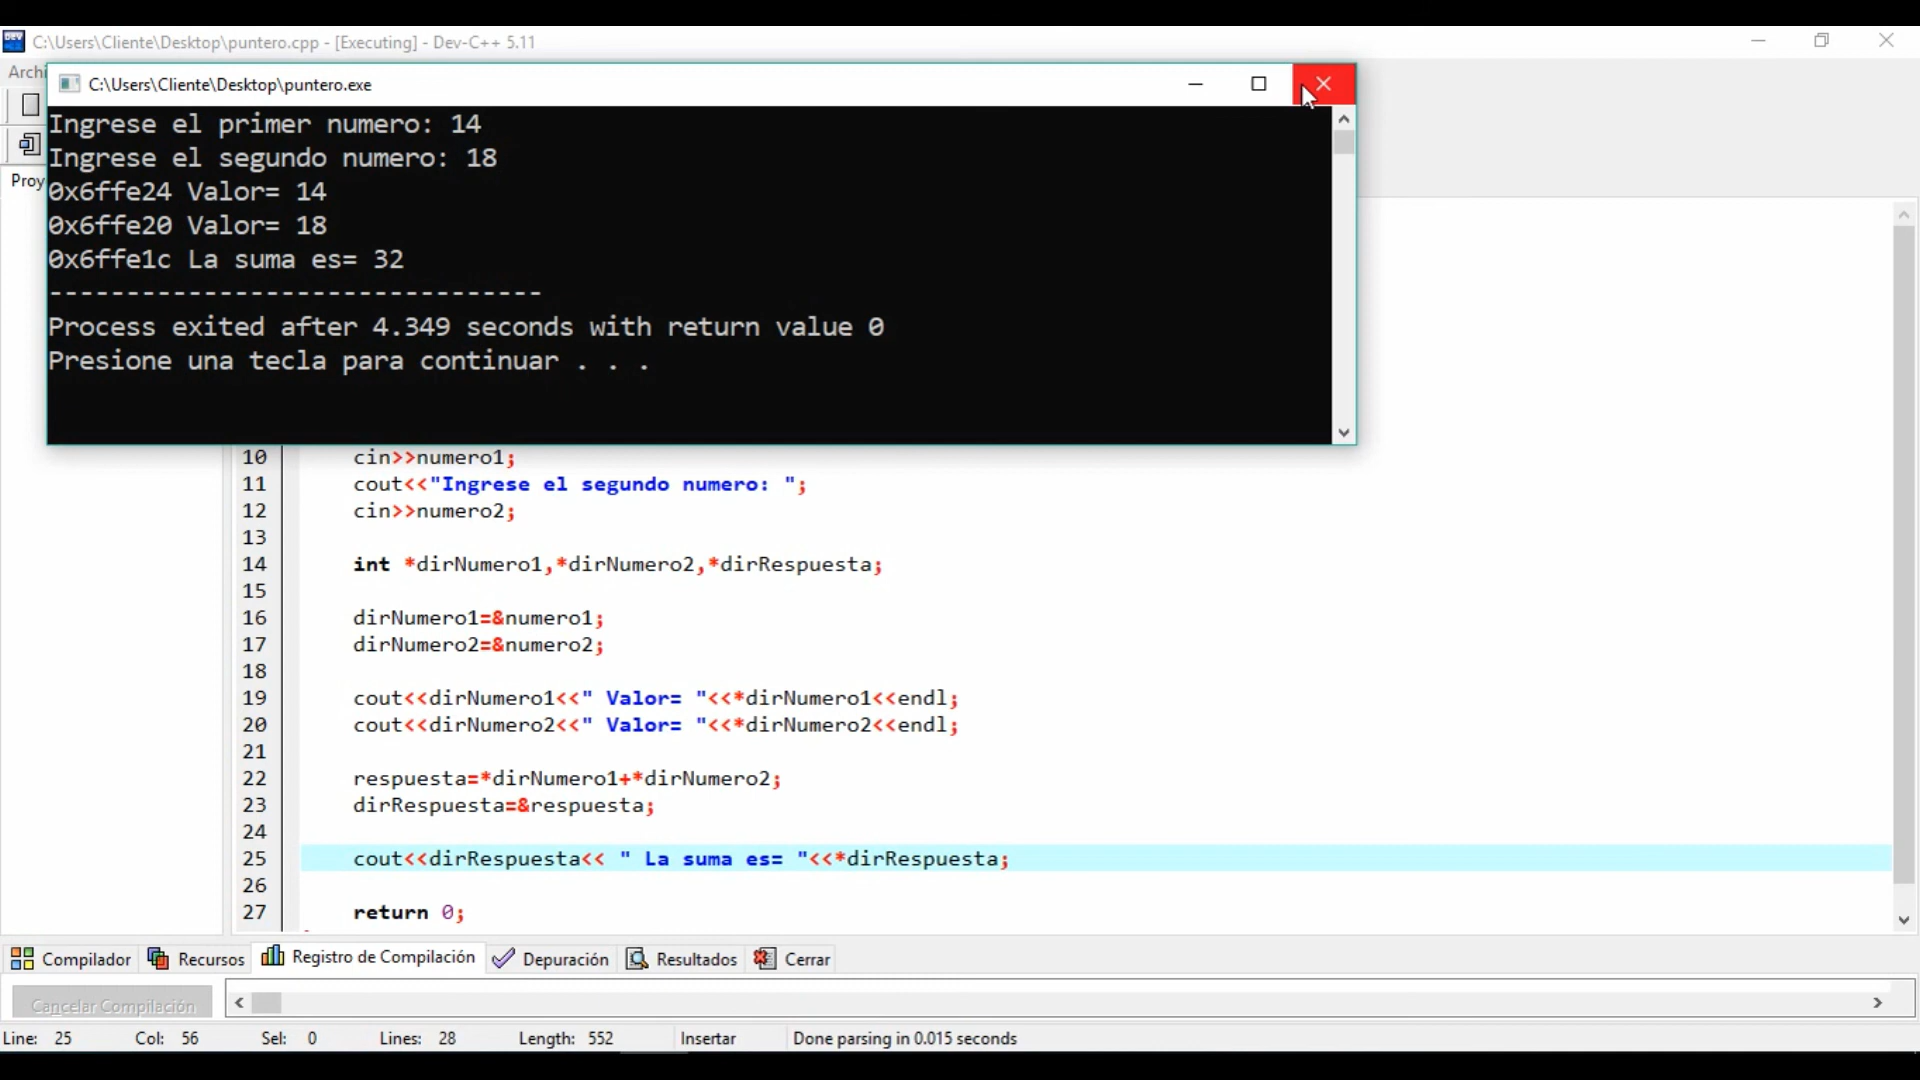 C:\Users\Cliente\Desktop\puntero.cpp - [Executing] - Dev-C++ 5.11
Archi
C:\Users\Cliente\Desktop\puntero.exe
Ingrese el primer numero: 14
Ingrese el segundo numero: 18
Proy
0x6ffe24 Valor= 14
0x6ffe20 Valor= 18
0x6ffe1c La suma es= 32
--------------------------------
Process exited after 4.349 seconds with return value 0
Presione una tecla para continuar . . .
10 cin>>numero1;
11 cout<<"Ingrese el segundo numero: ";
12 cin>>numero2;
13
14 int *dirNumero1,*dirNumero2,*dirRespuesta;
15
16 dirNumero1=&numero1;
17 dirNumero2=&numero2;
18
19 cout<<dirNumero1<<" Valor= "<<*dirNumero1<<endl;
20 cout<<dirNumero2<<" Valor= "<<*dirNumero2<<endl;
21
22 respuesta=*dirNumero1+*dirNumero2;
23 dirRespuesta=&respuesta;
24
25 cout<<dirRespuesta<< " La suma es= "<<*dirRespuesta;
26
27 return 0;
Compilador Recursos Registro de Compilación Depuración Resultados Cerrar
Cancelar Compilación
Line: 25 Col: 56 Sel: 0 Lines: 28 Length: 552 Insertar Done parsing in 0.015 seconds